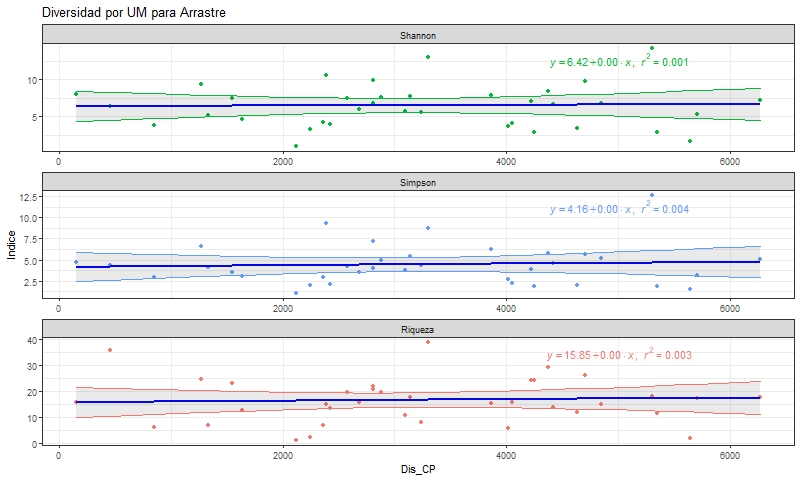 Diversidad por UM para Arrastre
Shannon
y = 6.42 + 0.00 · x, r² = 0.001
10
5
0 2000 4000 6000
Simpson
y = 4.16 + 0.00 · x, r² = 0.004
12.5
10.0
7.5
5.0
2.5
0 2000 4000 6000
Indice
Riqueza
y = 15.85 + 0.00 · x, r² = 0.003
40
30
20
10
0
0 2000 4000 6000
Dis_CP